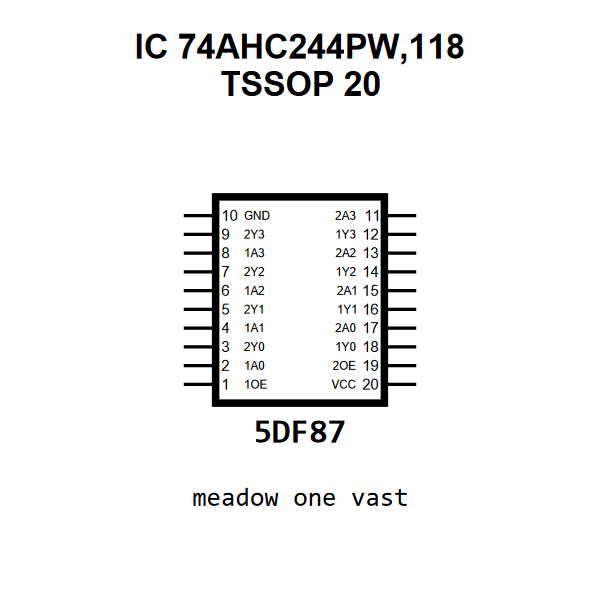 IC 74AHC244PW,118
TSSOP 20
10 GND 2A3 11
9 2Y3 1Y3 12
8 1A3 2A2 13
7 2Y2 1Y2 14
6 1A2 2A1 15
5 2Y1 1Y1 16
4 1A1 2A0 17
3 2Y0 1Y0 18
2 1A0 2OE 19
1 1OE VCC 20
5DF87
meadow one vast